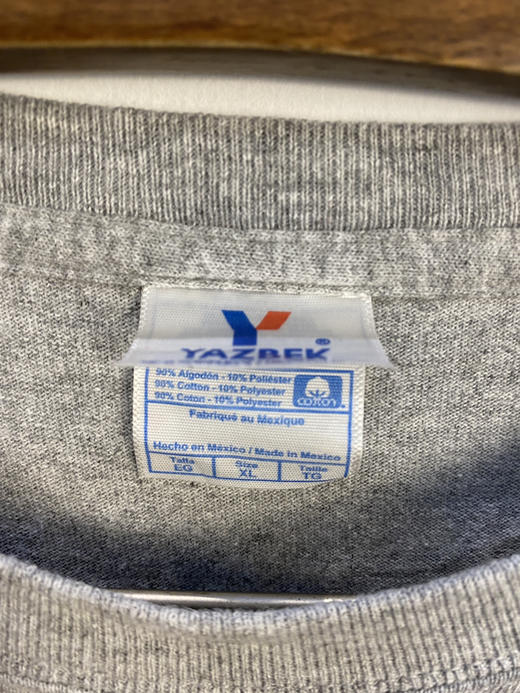 YAZBEK®
90% Algodón - 10% Poliéster
90% Cotton - 10% Polyester
90% Coton - 10% Polyester
COTTON
Fabriqué au Mexique
Hecho en México / Made in Mexico
Talla Size Taille
EG XL TG